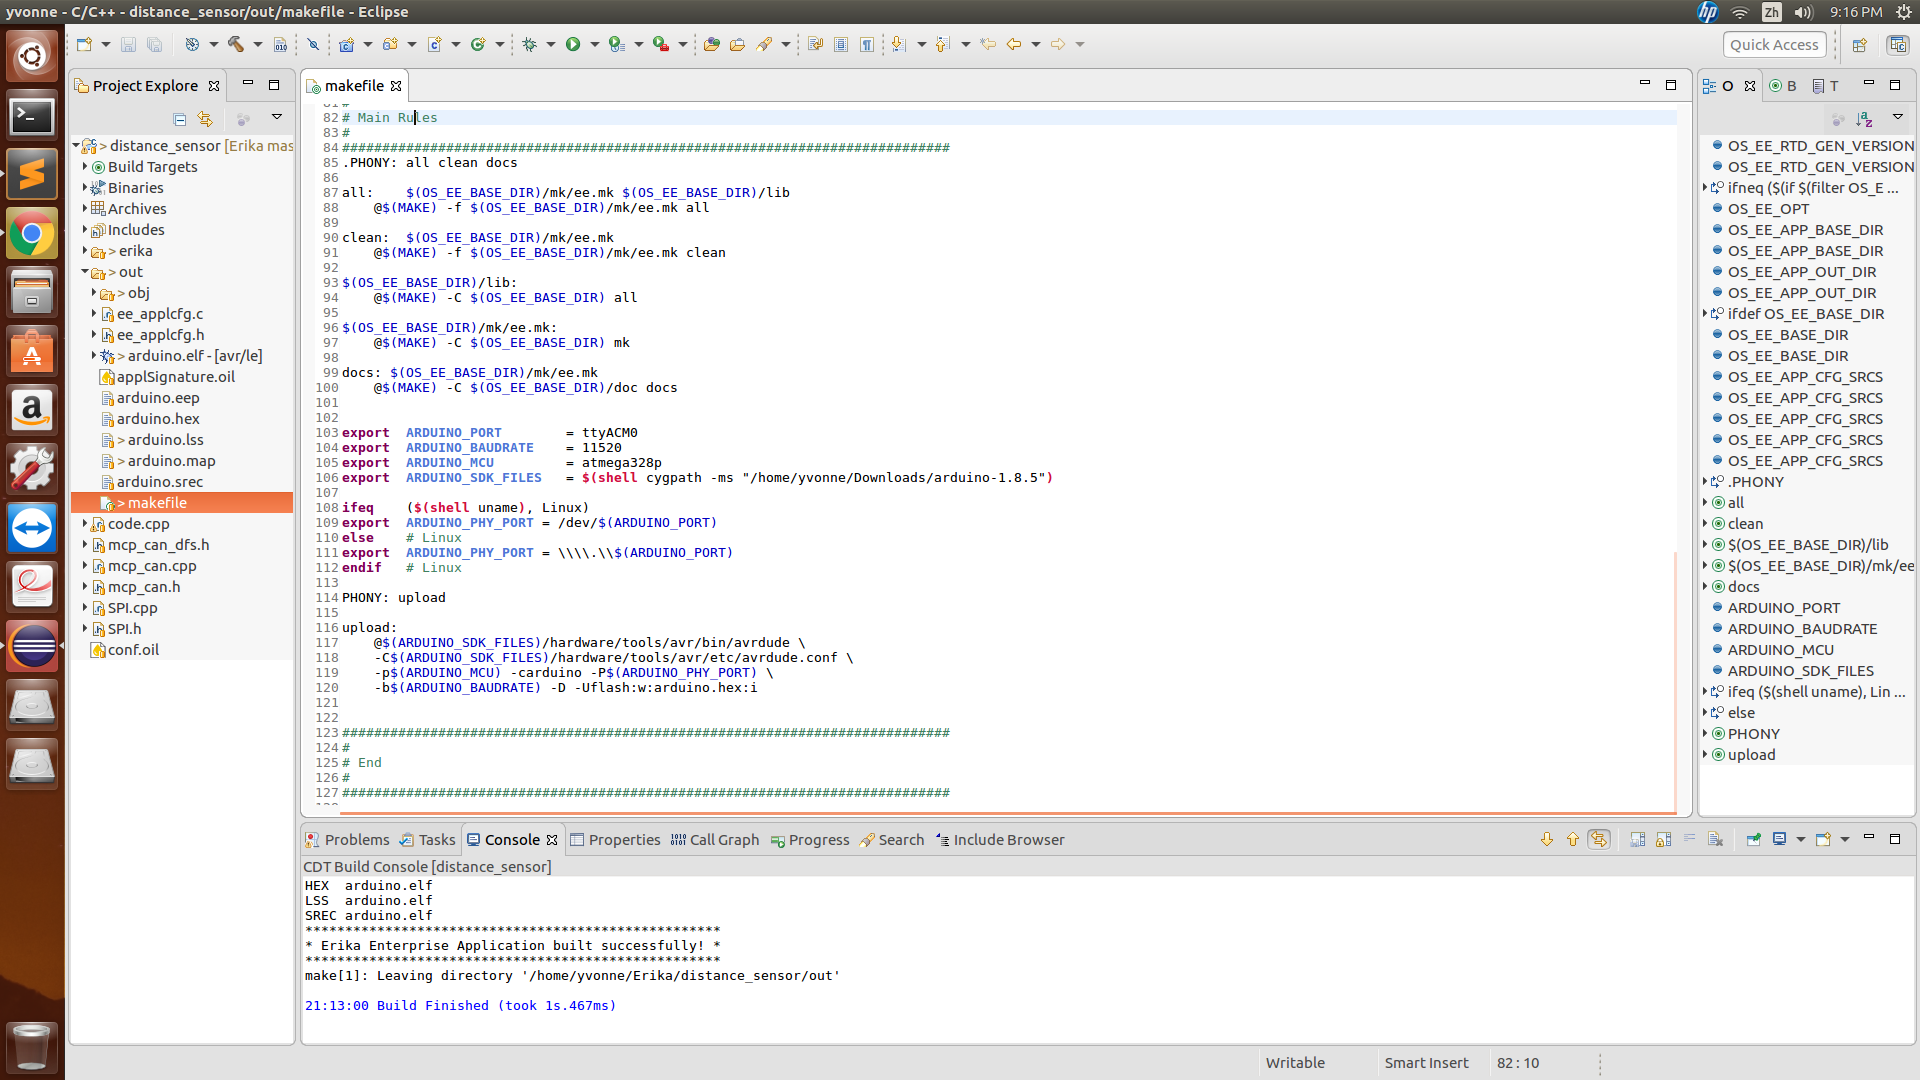 yvonne - C/C++ - distance_sensor/out/makefile - Eclipse
Zh
9:16 PM
Quick Access
Project Explore
makefile
O
B
T
distance_sensor [Erika mas
Build Targets
Binaries
Archives
Includes
> erika
> out
> obj
ee_applcfg.c
ee_applcfg.h
> arduino.elf - [avr/le]
applSignature.oil
arduino.eep
arduino.hex
> arduino.lss
> arduino.map
arduino.srec
> makefile
code.cpp
mcp_can_dfs.h
mcp_can.cpp
mcp_can.h
SPI.cpp
SPI.h
conf.oil
81 #
82 # Main Rules
83 #
84 ############################################################################
85 .PHONY: all clean docs
86
87 all:    $(OS_EE_BASE_DIR)/mk/ee.mk $(OS_EE_BASE_DIR)/lib
88     @$(MAKE) -f $(OS_EE_BASE_DIR)/mk/ee.mk all
89
90 clean:  $(OS_EE_BASE_DIR)/mk/ee.mk
91     @$(MAKE) -f $(OS_EE_BASE_DIR)/mk/ee.mk clean
92
93 $(OS_EE_BASE_DIR)/lib:
94     @$(MAKE) -C $(OS_EE_BASE_DIR) all
95
96 $(OS_EE_BASE_DIR)/mk/ee.mk:
97     @$(MAKE) -C $(OS_EE_BASE_DIR) mk
98
99 docs: $(OS_EE_BASE_DIR)/mk/ee.mk
100     @$(MAKE) -C $(OS_EE_BASE_DIR)/doc docs
101
102
103 export  ARDUINO_PORT        = ttyACM0
104 export  ARDUINO_BAUDRATE    = 11520
105 export  ARDUINO_MCU         = atmega328p
106 export  ARDUINO_SDK_FILES   = $(shell cygpath -ms "/home/yvonne/Downloads/arduino-1.8.5")
107
108 ifeq    ($(shell uname), Linux)
109 export  ARDUINO_PHY_PORT = /dev/$(ARDUINO_PORT)
110 else    # Linux
111 export  ARDUINO_PHY_PORT = \\\\.\\$(ARDUINO_PORT)
112 endif   # Linux
113
114 PHONY: upload
115
116 upload:
117     @$(ARDUINO_SDK_FILES)/hardware/tools/avr/bin/avrdude \
118     -C$(ARDUINO_SDK_FILES)/hardware/tools/avr/etc/avrdude.conf \
119     -p$(ARDUINO_MCU) -carduino -P$(ARDUINO_PHY_PORT) \
120     -b$(ARDUINO_BAUDRATE) -D -Uflash:w:arduino.hex:i
121
122
123 ############################################################################
124 #
125 # End
126 #
127 ############################################################################
OS_EE_RTD_GEN_VERSION
OS_EE_RTD_GEN_VERSION
ifneq ($(if $(filter OS_E ...
OS_EE_OPT
OS_EE_APP_BASE_DIR
OS_EE_APP_BASE_DIR
OS_EE_APP_OUT_DIR
OS_EE_APP_OUT_DIR
ifdef OS_EE_BASE_DIR
OS_EE_BASE_DIR
OS_EE_BASE_DIR
OS_EE_APP_CFG_SRCS
OS_EE_APP_CFG_SRCS
OS_EE_APP_CFG_SRCS
OS_EE_APP_CFG_SRCS
OS_EE_APP_CFG_SRCS
.PHONY
all
clean
$(OS_EE_BASE_DIR)/lib
$(OS_EE_BASE_DIR)/mk/ee
docs
ARDUINO_PORT
ARDUINO_BAUDRATE
ARDUINO_MCU
ARDUINO_SDK_FILES
ifeq ($(shell uname), Lin ...
else
PHONY
upload
Problems
Tasks
Console
Properties
Call Graph
Progress
Search
Include Browser
CDT Build Console [distance_sensor]
HEX  arduino.elf
LSS  arduino.elf
SREC arduino.elf
****************************************************
* Erika Enterprise Application built successfully! *
****************************************************
make[1]: Leaving directory '/home/yvonne/Erika/distance_sensor/out'
21:13:00 Build Finished (took 1s.467ms)
Writable
Smart Insert
82 : 10